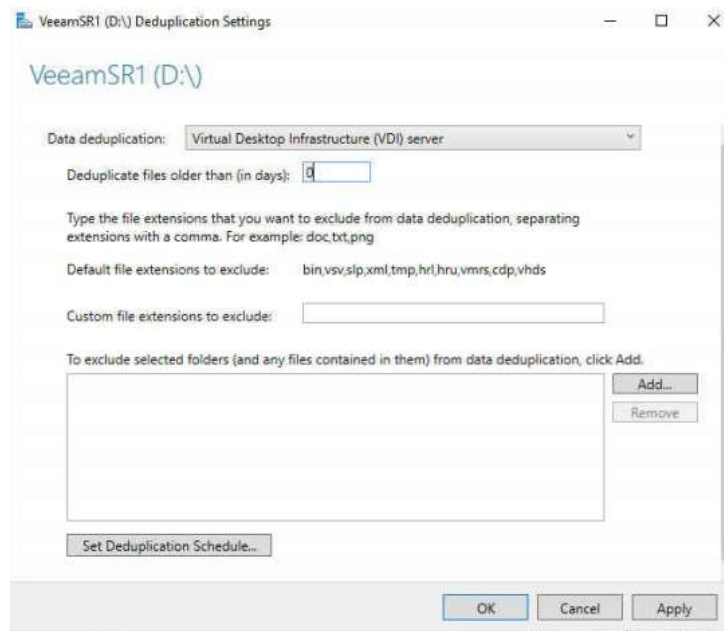 VeeamSR1 (D:\) Deduplication Settings
VeeamSR1 (D:\)
Data deduplication: Virtual Desktop Infrastructure (VDI) server
Deduplicate files older than (in days): 0
Type the file extensions that you want to exclude from data deduplication, separating
extensions with a comma. For example: doc,txt,png
Default file extensions to exclude: bin,vsv,slp,xml,tmp,hrl,hru,vmrs,cdp,vhds
Custom file extensions to exclude:
To exclude selected folders (and any files contained in them) from data deduplication, click Add.
Add...
Remove
Set Deduplication Schedule...
OK Cancel Apply